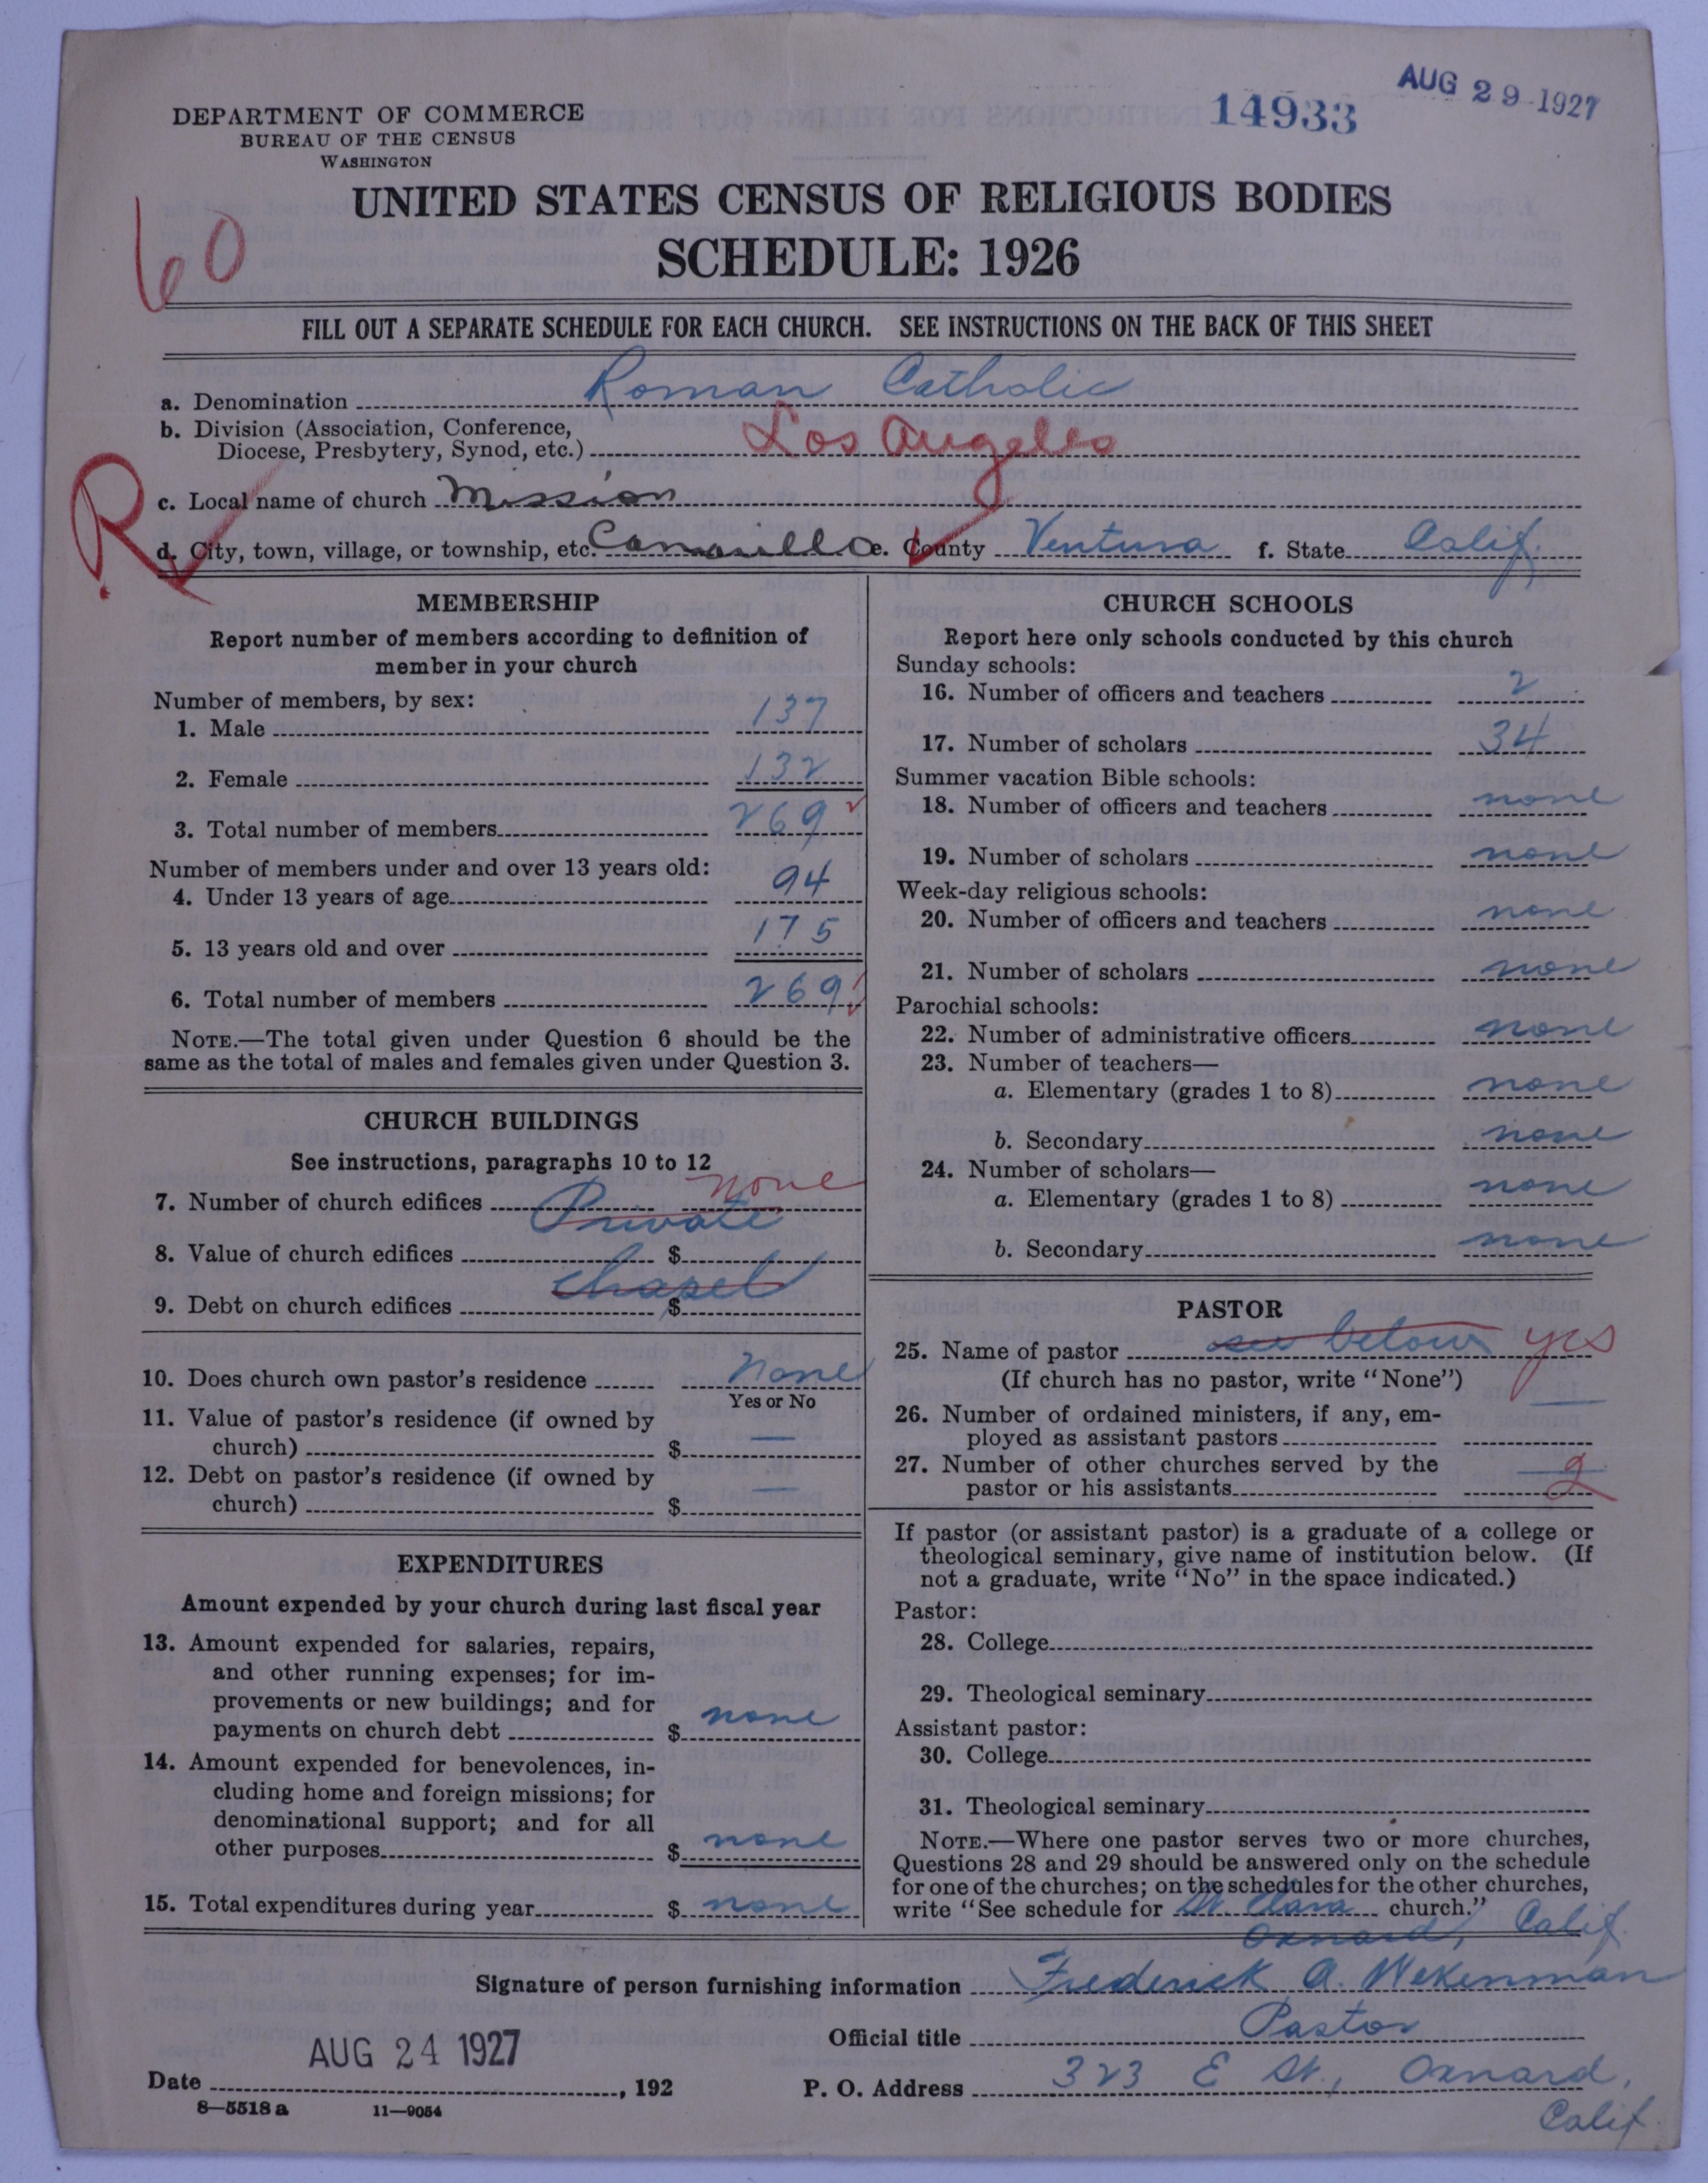 14933
AUG 29 1927
DEPARTMENT OF COMMERCE
BUREAU OF THE CENSUS
WASHINGTON
UNITED STATES CENSUS OF RELIGIOUS BODIES
SCHEDULE: 1926
60
FILL OUT A SEPARATE SCHEDULE FOR EACH CHURCH. SEE INSTRUCTIONS ON THE BACK OF THIS SHEET
a. Denomination Roman Catholic
b. Division (Association, Conference,
Diocese, Presbytery, Synod, etc.) Los Angeles
R
c. Local name of church Mission
d. City, town, village, or township, etc. Camarillo e. County Ventura f. State Calif.
MEMBERSHIP
Report number of members according to definition of
member in your church
Number of members, by sex:
1. Male 137
2. Female 132
3. Total number of members 269
Number of members under and over 13 years old:
4. Under 13 years of age 94
5. 13 years old and over 175
6. Total number of members 269
NOTE.—The total given under Question 6 should be the
same as the total of males and females given under Question 3.
CHURCH BUILDINGS
See instructions, paragraphs 10 to 12
7. Number of church edifices Private none
8. Value of church edifices $
9. Debt on church edifices chapel $
10. Does church own pastor's residence None
Yes or No
11. Value of pastor's residence (if owned by
church) $ —
12. Debt on pastor's residence (if owned by
church) $ —
EXPENDITURES
Amount expended by your church during last fiscal year
13. Amount expended for salaries, repairs,
and other running expenses; for im-
provements or new buildings; and for
payments on church debt $ none
14. Amount expended for benevolences, in-
cluding home and foreign missions; for
denominational support; and for all
other purposes $ none
15. Total expenditures during year $ none
CHURCH SCHOOLS
Report here only schools conducted by this church
Sunday schools:
16. Number of officers and teachers 2
17. Number of scholars 34
Summer vacation Bible schools:
18. Number of officers and teachers none
19. Number of scholars none
Week-day religious schools:
20. Number of officers and teachers none
21. Number of scholars none
Parochial schools:
22. Number of administrative officers none
23. Number of teachers—
a. Elementary (grades 1 to 8) none
b. Secondary none
24. Number of scholars—
a. Elementary (grades 1 to 8) none
b. Secondary none
PASTOR
25. Name of pastor see below yes
(If church has no pastor, write "None")
26. Number of ordained ministers, if any, em-
ployed as assistant pastors —
27. Number of other churches served by the
pastor or his assistants 2
If pastor (or assistant pastor) is a graduate of a college or
theological seminary, give name of institution below. (If
not a graduate, write "No" in the space indicated.)
Pastor:
28. College
29. Theological seminary
Assistant pastor:
30. College
31. Theological seminary
NOTE.—Where one pastor serves two or more churches,
Questions 28 and 29 should be answered only on the schedule
for one of the churches; on the schedules for the other churches,
write "See schedule for St. Clara church."
Oxnard, Calif.
Signature of person furnishing information Frederick A. Wekenman
Official title Pastor
Date AUG 24 1927, 192
P. O. Address 323 E St., Oxnard,
Calif.
8—5518a 11—9054